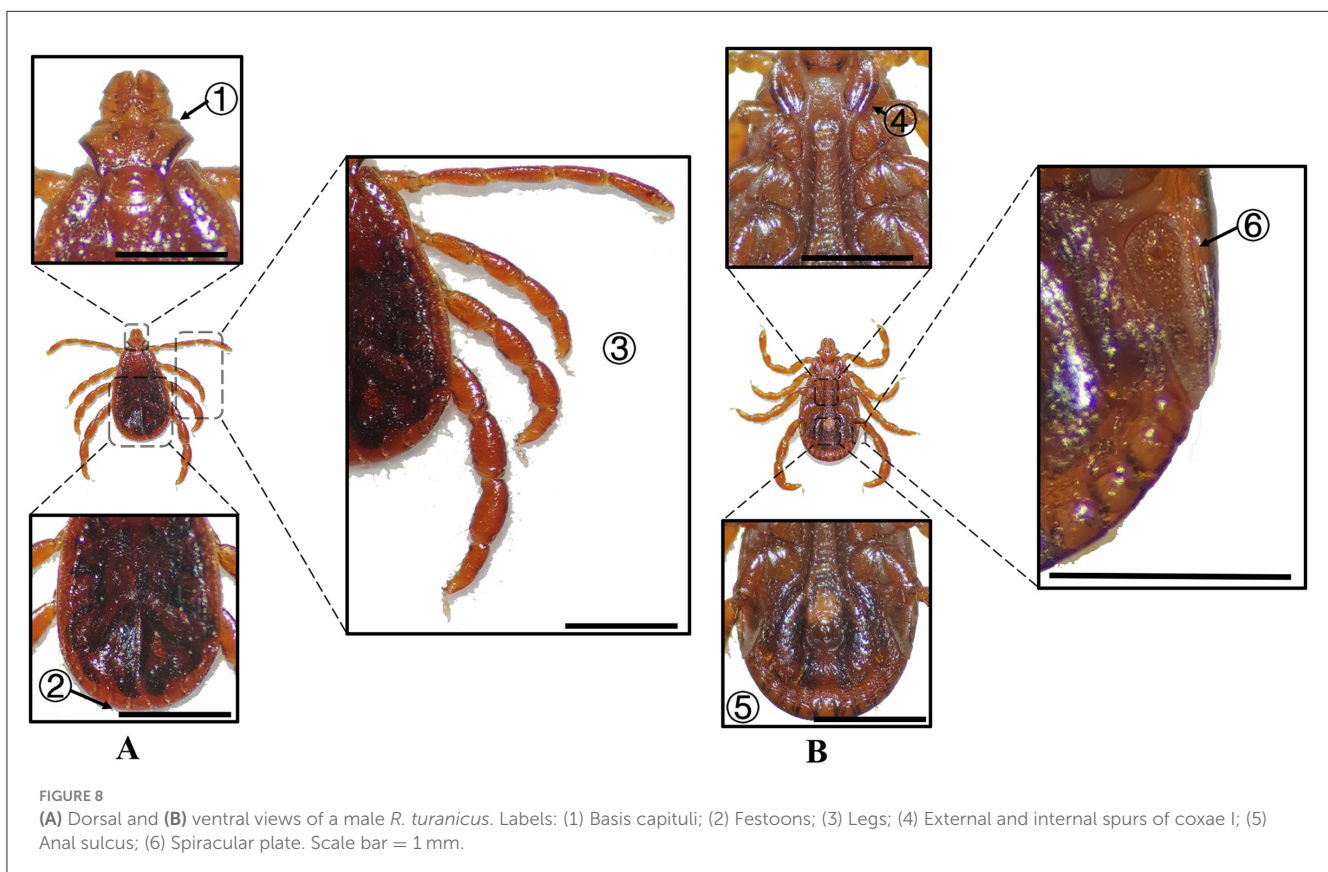 ①
④
⑥
③
②
⑤
A
B
FIGURE 8
(A) Dorsal and (B) ventral views of a male R. turanicus. Labels: (1) Basis capituli; (2) Festoons; (3) Legs; (4) External and internal spurs of coxae I; (5)
Anal sulcus; (6) Spiracular plate. Scale bar = 1 mm.